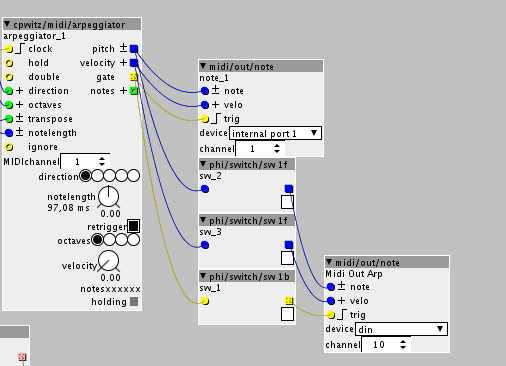 cpwitz/midi/arpeggiator
arpeggiator_1
clock pitch ±
hold velocity ±
double gate
+ direction notes +
+ octaves
± transpose
± notelength
ignore
MIDIchannel 1
direction
notelength
97,08 ms
0.00
retrigger
octaves
velocity
0.00
notesxxxxxx
holding
midi/out/note
note_1
± note
+ velo
trig
device internal port 1
channel 1
phi/switch/sw 1f
sw_2
phi/switch/sw 1f
sw_3
phi/switch/sw 1b
sw_1
midi/out/note
Midi Out Arp
± note
+ velo
trig
device din
channel 10